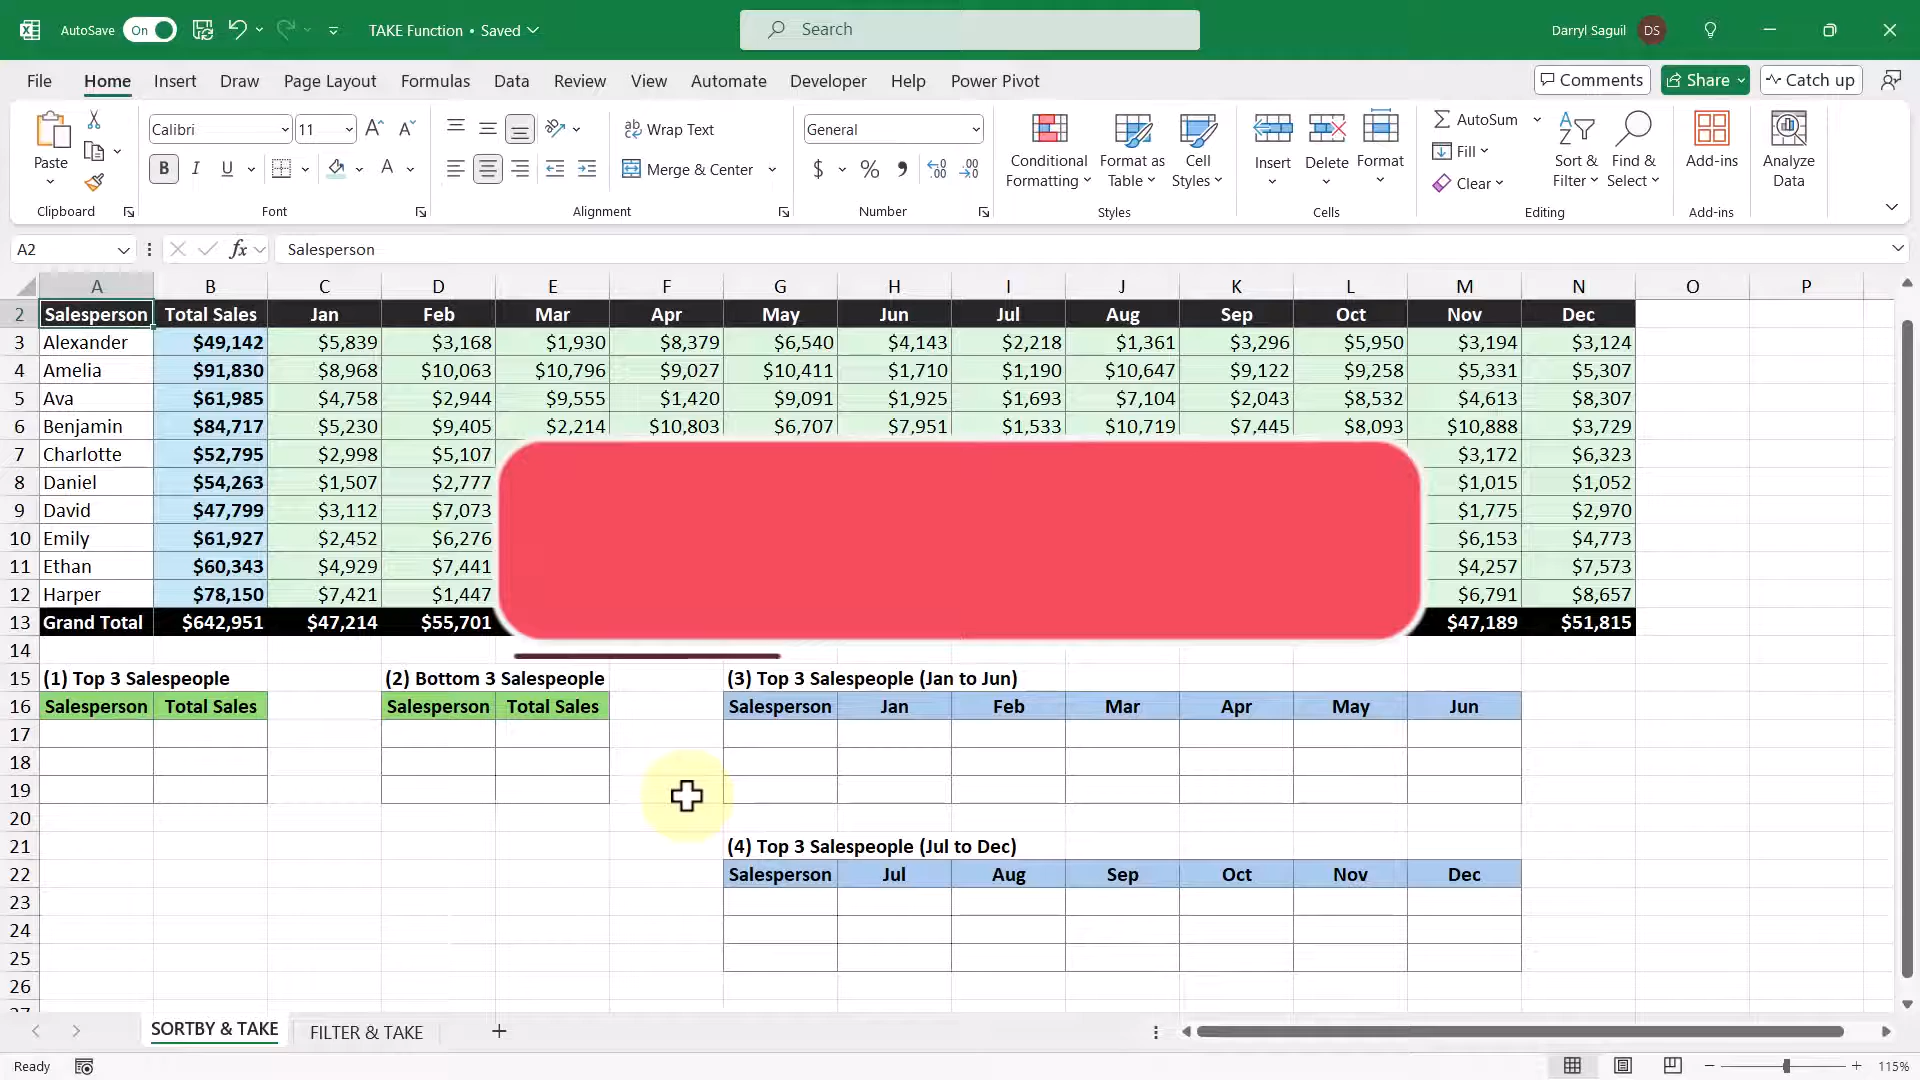 AutoSave On TAKE Function • Saved Search Darryl Saguil DS
File Home Insert Draw Page Layout Formulas Data Review View Automate Developer Help Power Pivot Comments Share Catch up
Paste Calibri 11 Wrap Text General Conditional Formatting Format as Table Cell Styles Insert Delete Format AutoSum Fill Clear Sort & Filter Find & Select Add-ins Analyze Data
B I U A Merge & Center $ % ,
Clipboard Font Alignment Number Styles Cells Editing Add-ins
A2 fx Salesperson
A B C D E F G H I J K L M N O P
2 Salesperson Total Sales Jan Feb Mar Apr May Jun Jul Aug Sep Oct Nov Dec
3 Alexander $49,142 $5,839 $3,168 $1,930 $8,379 $6,540 $4,143 $2,218 $1,361 $3,296 $5,950 $3,194 $3,124
4 Amelia $91,830 $8,968 $10,063 $10,796 $9,027 $10,411 $1,710 $1,190 $10,647 $9,122 $9,258 $5,331 $5,307
5 Ava $61,985 $4,758 $2,944 $9,555 $1,420 $9,091 $1,925 $1,693 $7,104 $2,043 $8,532 $4,613 $8,307
6 Benjamin $84,717 $5,230 $9,405 $2,214 $10,803 $6,707 $7,951 $1,533 $10,719 $7,445 $8,093 $10,888 $3,729
7 Charlotte $52,795 $2,998 $5,107 $3,172 $6,323
8 Daniel $54,263 $1,507 $2,777 $1,015 $1,052
9 David $47,799 $3,112 $7,073 $1,775 $2,970
10 Emily $61,927 $2,452 $6,276 $6,153 $4,773
11 Ethan $60,343 $4,929 $7,441 $4,257 $7,573
12 Harper $78,150 $7,421 $1,447 $6,791 $8,657
13 Grand Total $642,951 $47,214 $55,701 $47,189 $51,815
14
15 (1) Top 3 Salespeople (2) Bottom 3 Salespeople (3) Top 3 Salespeople (Jan to Jun)
16 Salesperson Total Sales Salesperson Total Sales Salesperson Jan Feb Mar Apr May Jun
17
18
19
20
21 (4) Top 3 Salespeople (Jul to Dec)
22 Salesperson Jul Aug Sep Oct Nov Dec
23
24
25
26
SORTBY & TAKE FILTER & TAKE
Ready 115%